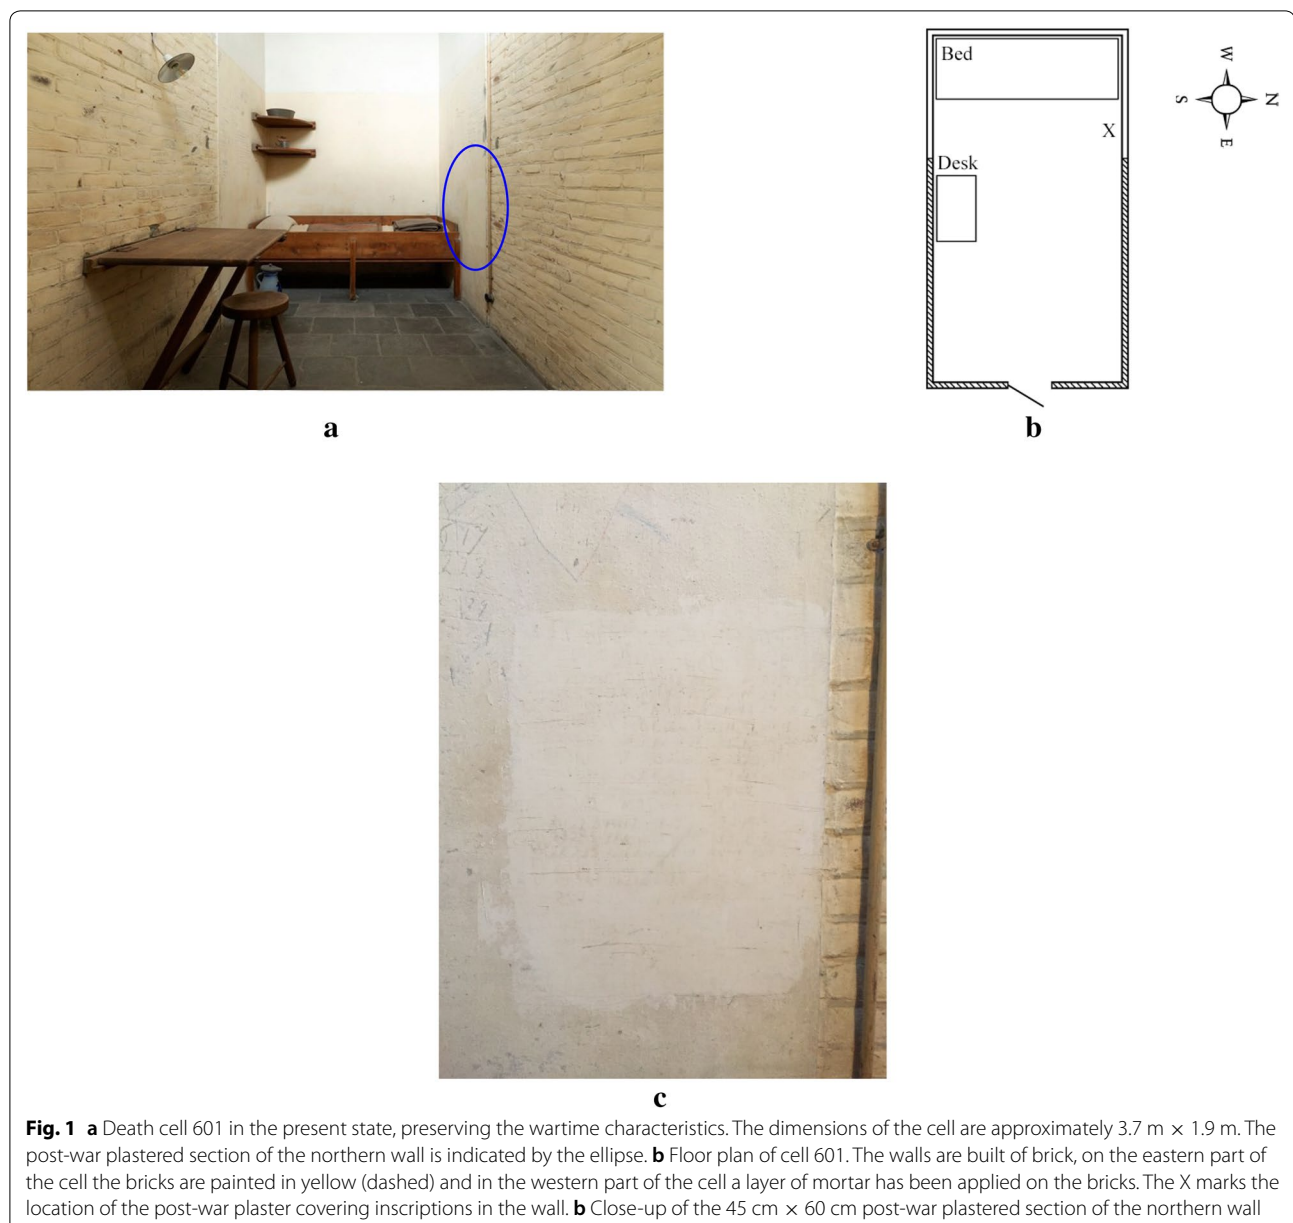 Bed
X
Desk
W
S
N
E
a
b
c
Fig. 1 a Death cell 601 in the present state, preserving the wartime characteristics. The dimensions of the cell are approximately 3.7 m × 1.9 m. The
post-war plastered section of the northern wall is indicated by the ellipse. b Floor plan of cell 601. The walls are built of brick, on the eastern part of
the cell the bricks are painted in yellow (dashed) and in the western part of the cell a layer of mortar has been applied on the bricks. The X marks the
location of the post-war plaster covering inscriptions in the wall. b Close-up of the 45 cm × 60 cm post-war plastered section of the northern wall